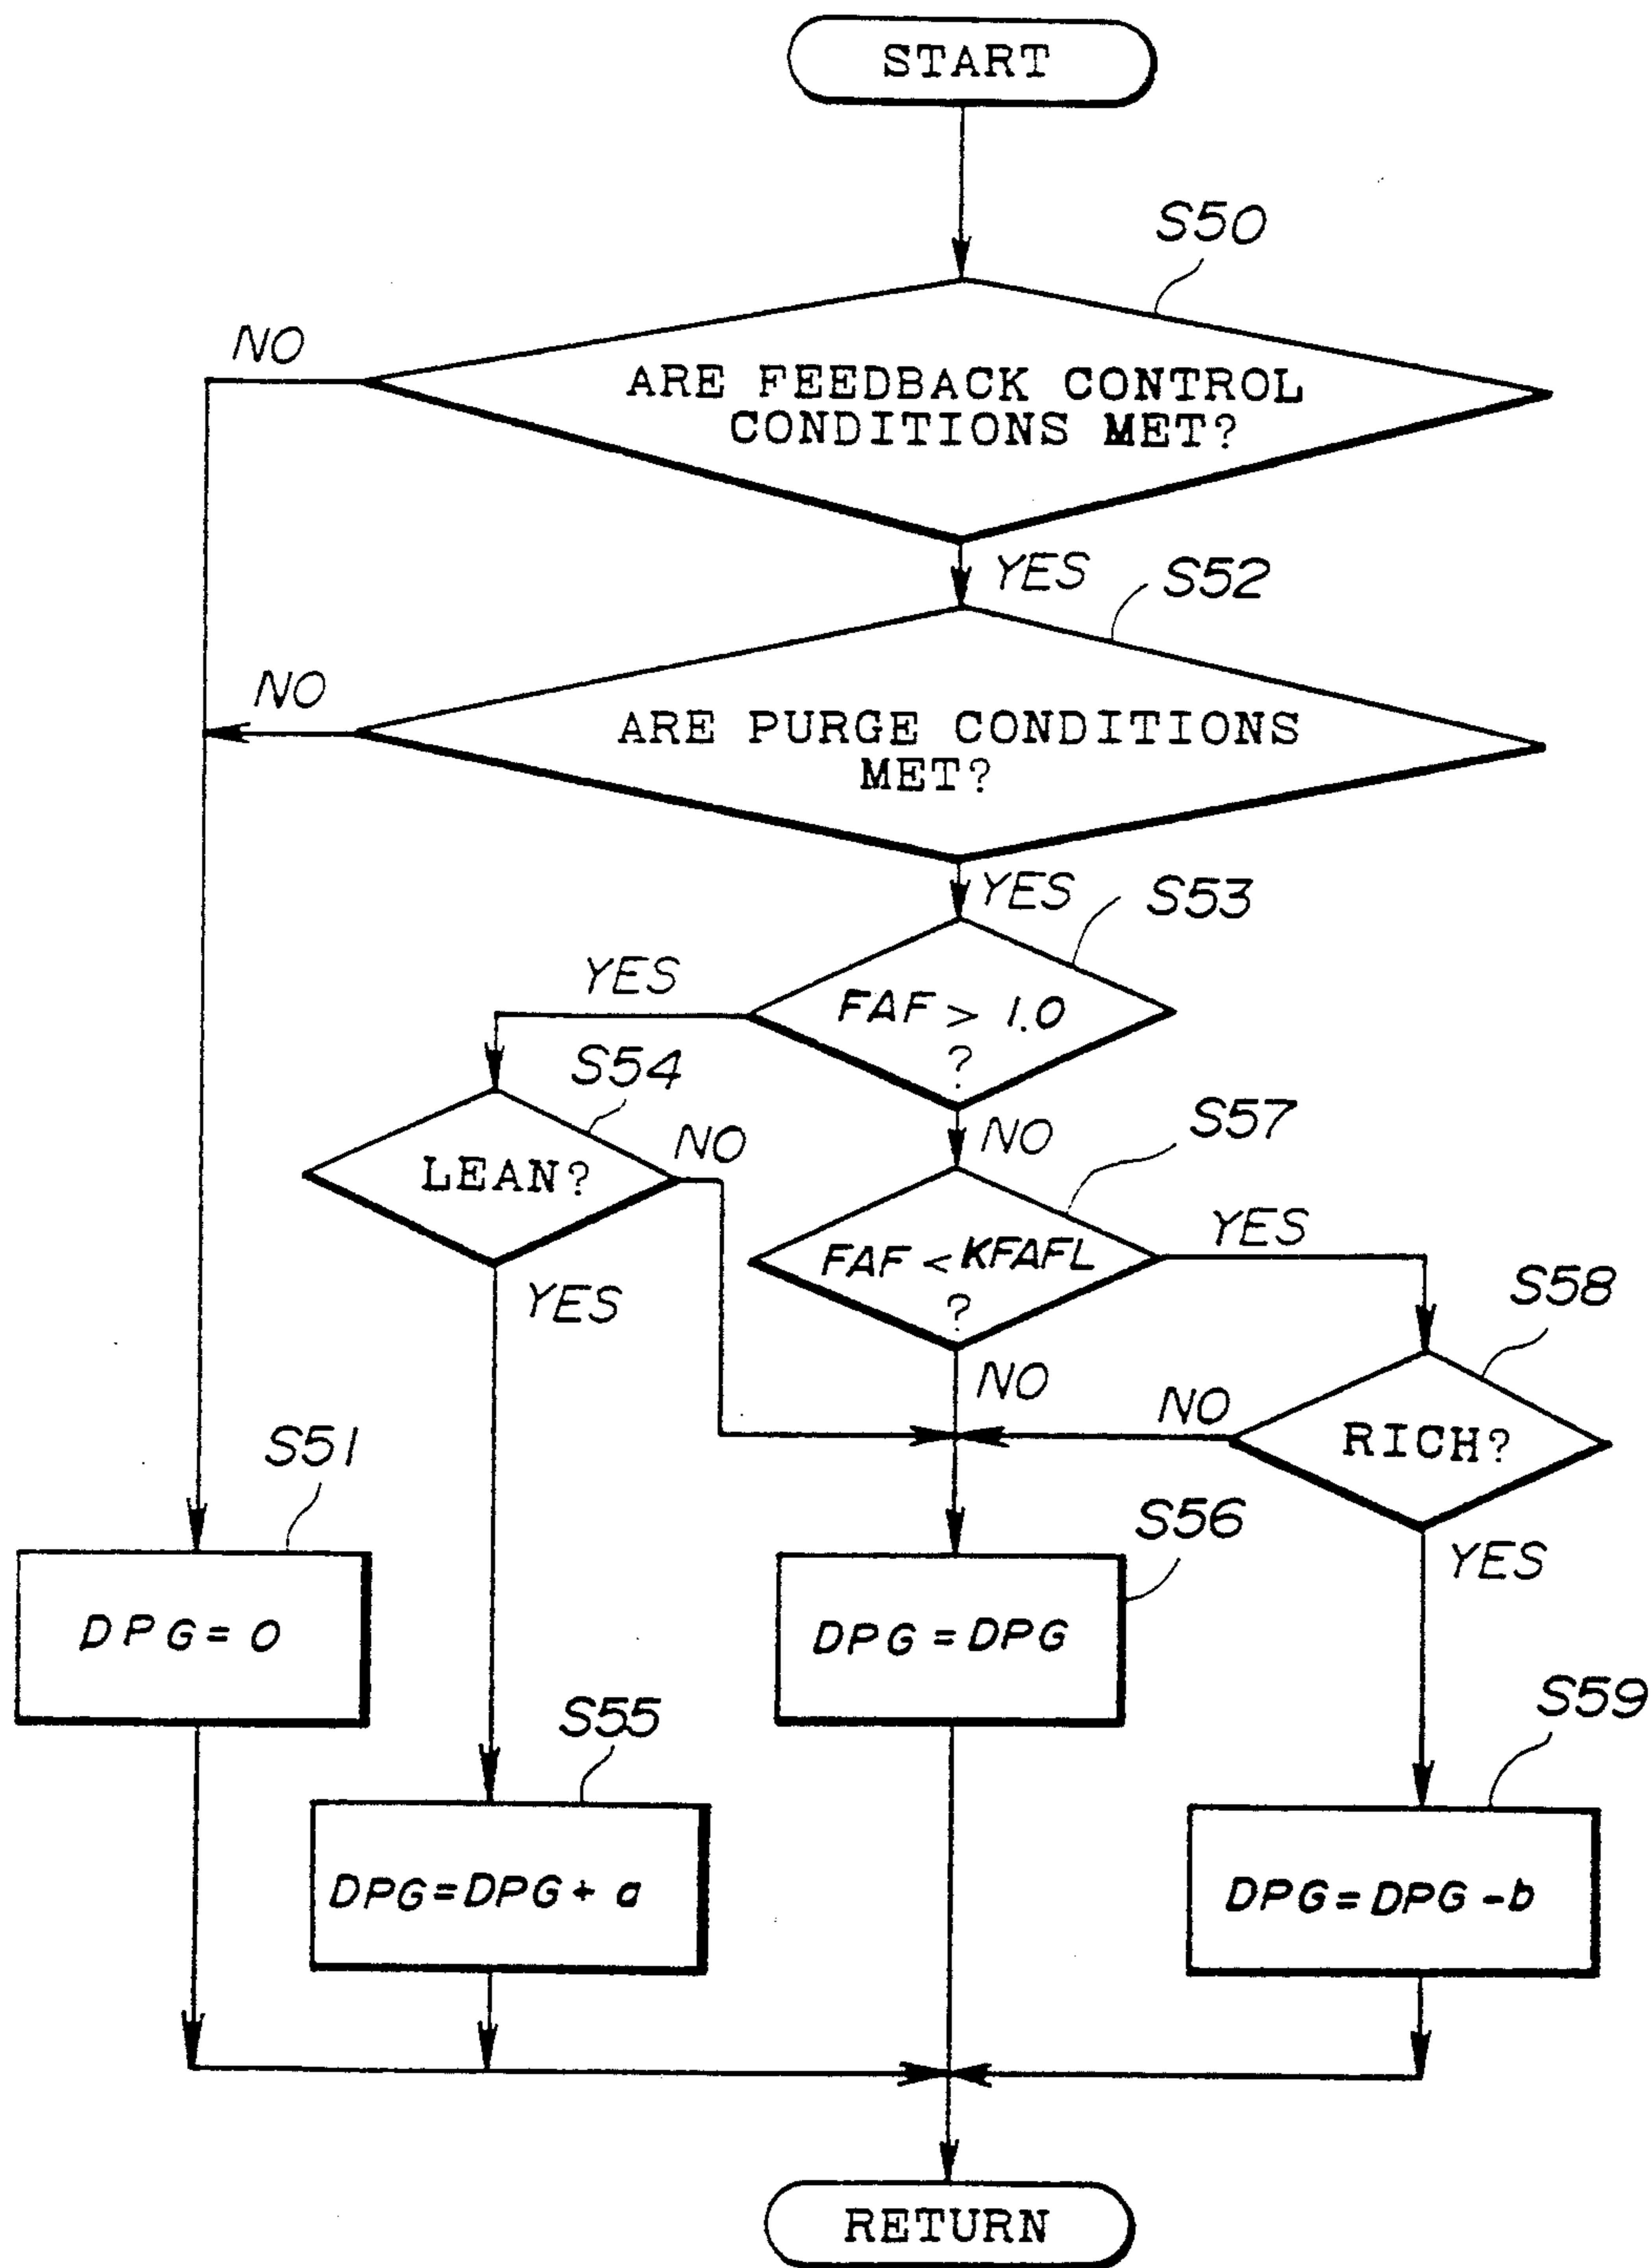 START
S50
NO
ARE FEEDBACK CONTROL
CONDITIONS MET?
YES
S52
NO
ARE PURGE CONDITIONS
MET?
YES
S53
YES
FAF > 1.0
?
S54
NO
S57
LEAN?
NO
FAF < KFAFL
?
YES
YES
S58
NO
NO
RICH?
S51
S56
YES
DPG = 0
DPG = DPG
S55
S59
DPG = DPG + a
DPG = DPG - b
RETURN